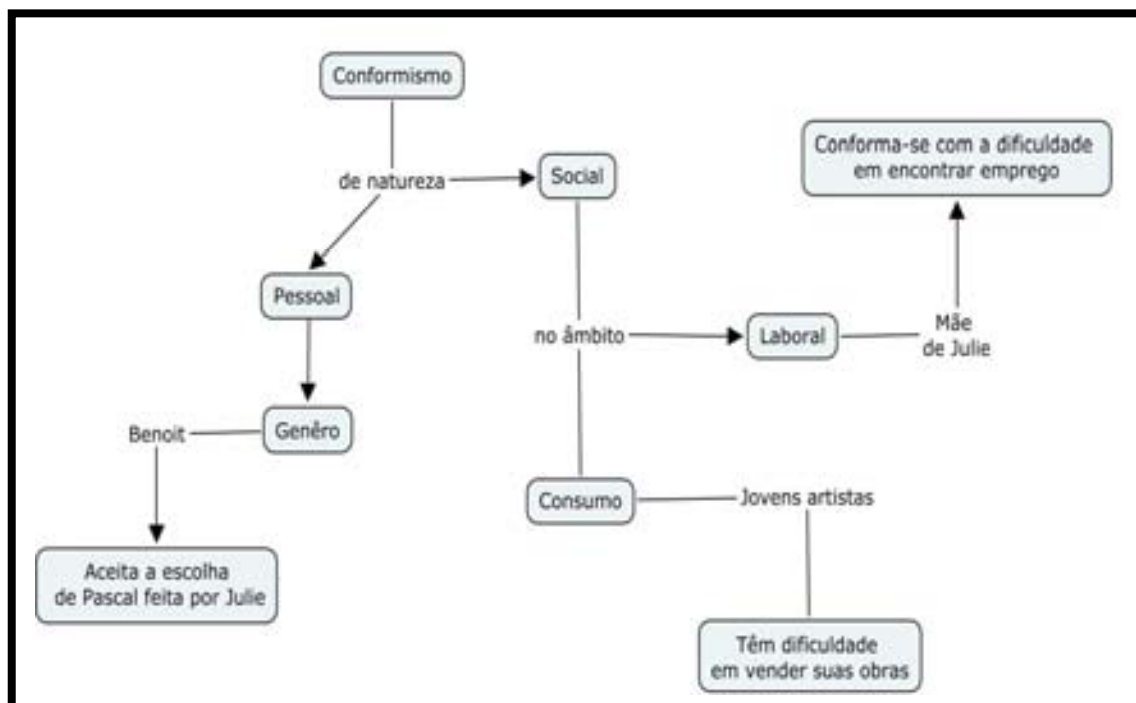 Conformismo
Conforma-se com a dificuldade
em encontrar emprego
de natureza
Social
Pessoal
no âmbito
Laboral
Mãe
de Julie
Benoit
Genêro
Consumo
Jovens artistas
Aceita a escolha
de Pascal feita por Julie
Têm dificuldade
em vender suas obras